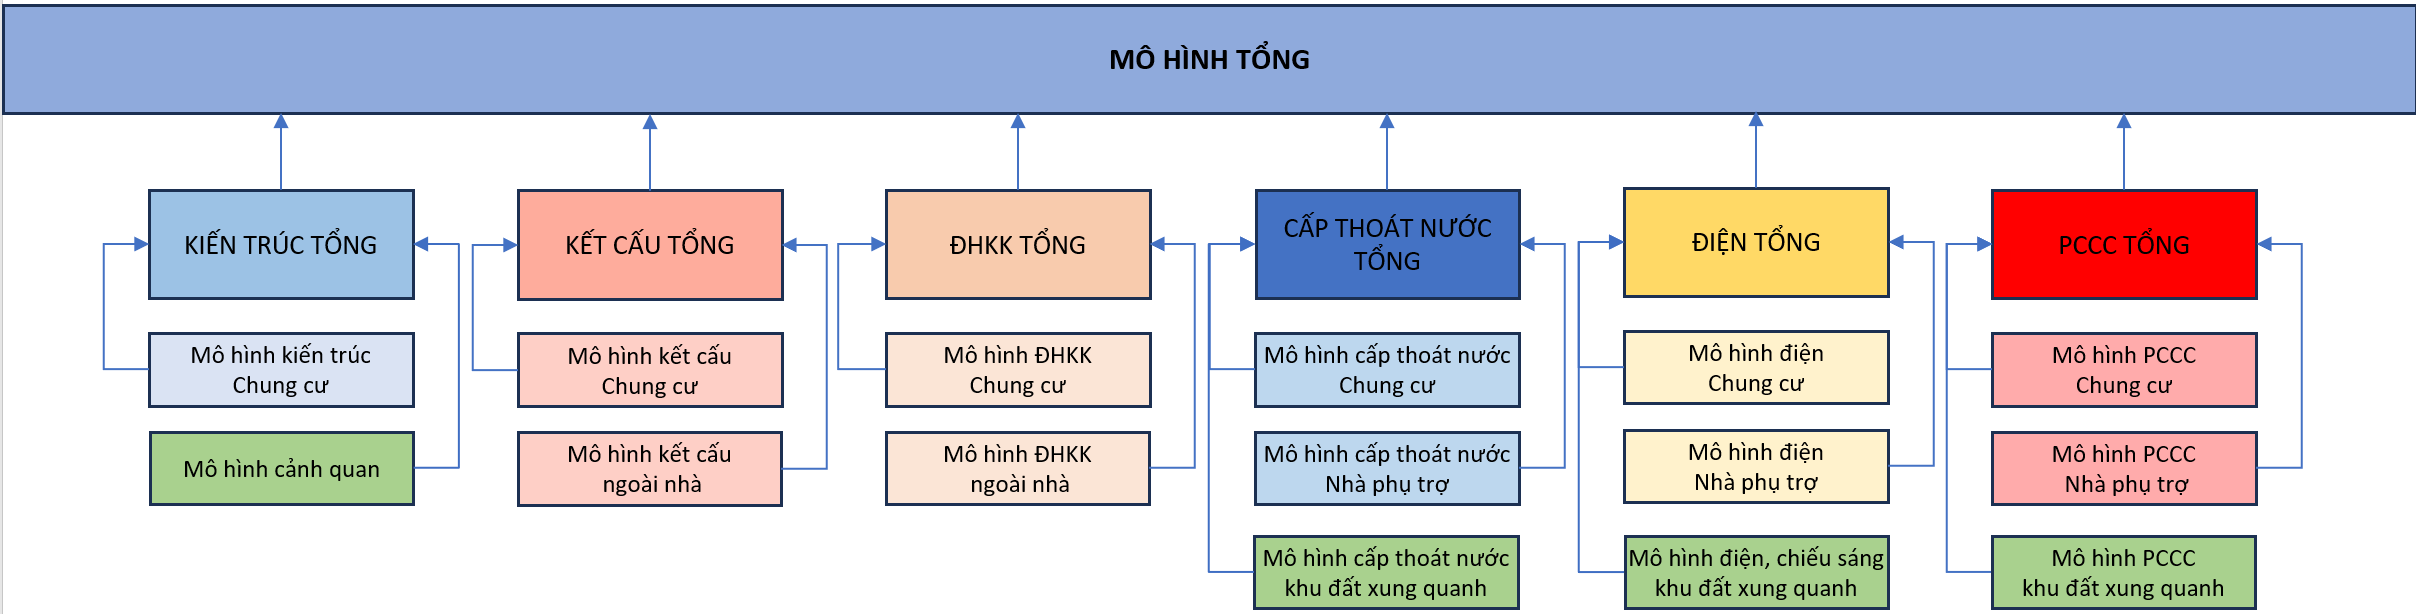 MÔ HÌNH TỔNG
KIẾN TRÚC TỔNG
KẾT CẤU TỔNG
ĐHKK TỔNG
CẤP THOÁT NƯỚC
TỔNG
ĐIỆN TỔNG
PCCC TỔNG
Mô hình kiến trúc
Chung cư
Mô hình kết cấu
Chung cư
Mô hình ĐHKK
Chung cư
Mô hình cấp thoát nước
Chung cư
Mô hình điện
Chung cư
Mô hình PCCC
Chung cư
Mô hình cảnh quan
Mô hình kết cấu
ngoài nhà
Mô hình ĐHKK
ngoài nhà
Mô hình cấp thoát nước
Nhà phụ trợ
Mô hình điện
Nhà phụ trợ
Mô hình PCCC
Nhà phụ trợ
Mô hình cấp thoát nước
khu đất xung quanh
Mô hình điện, chiếu sáng
khu đất xung quanh
Mô hình PCCC
khu đất xung quanh